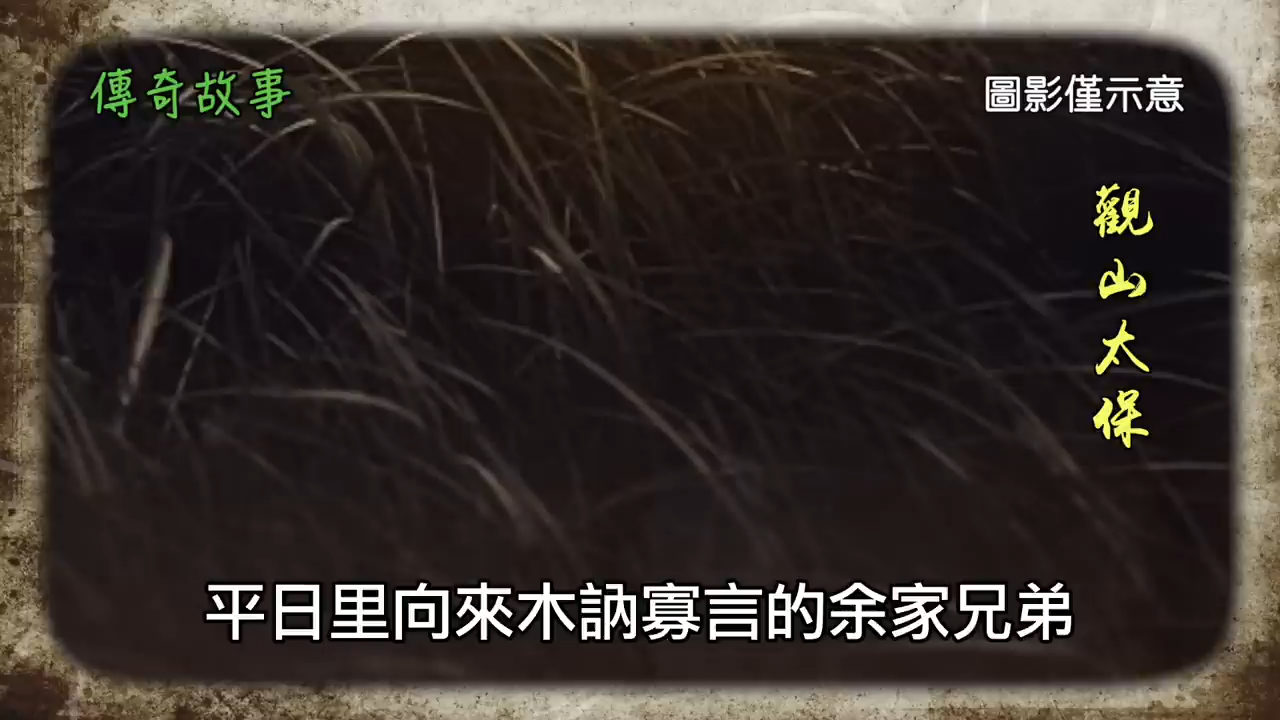 傳奇故事
圖影僅示意
觀山太保
平日里向來木訥寡言的余家兄弟